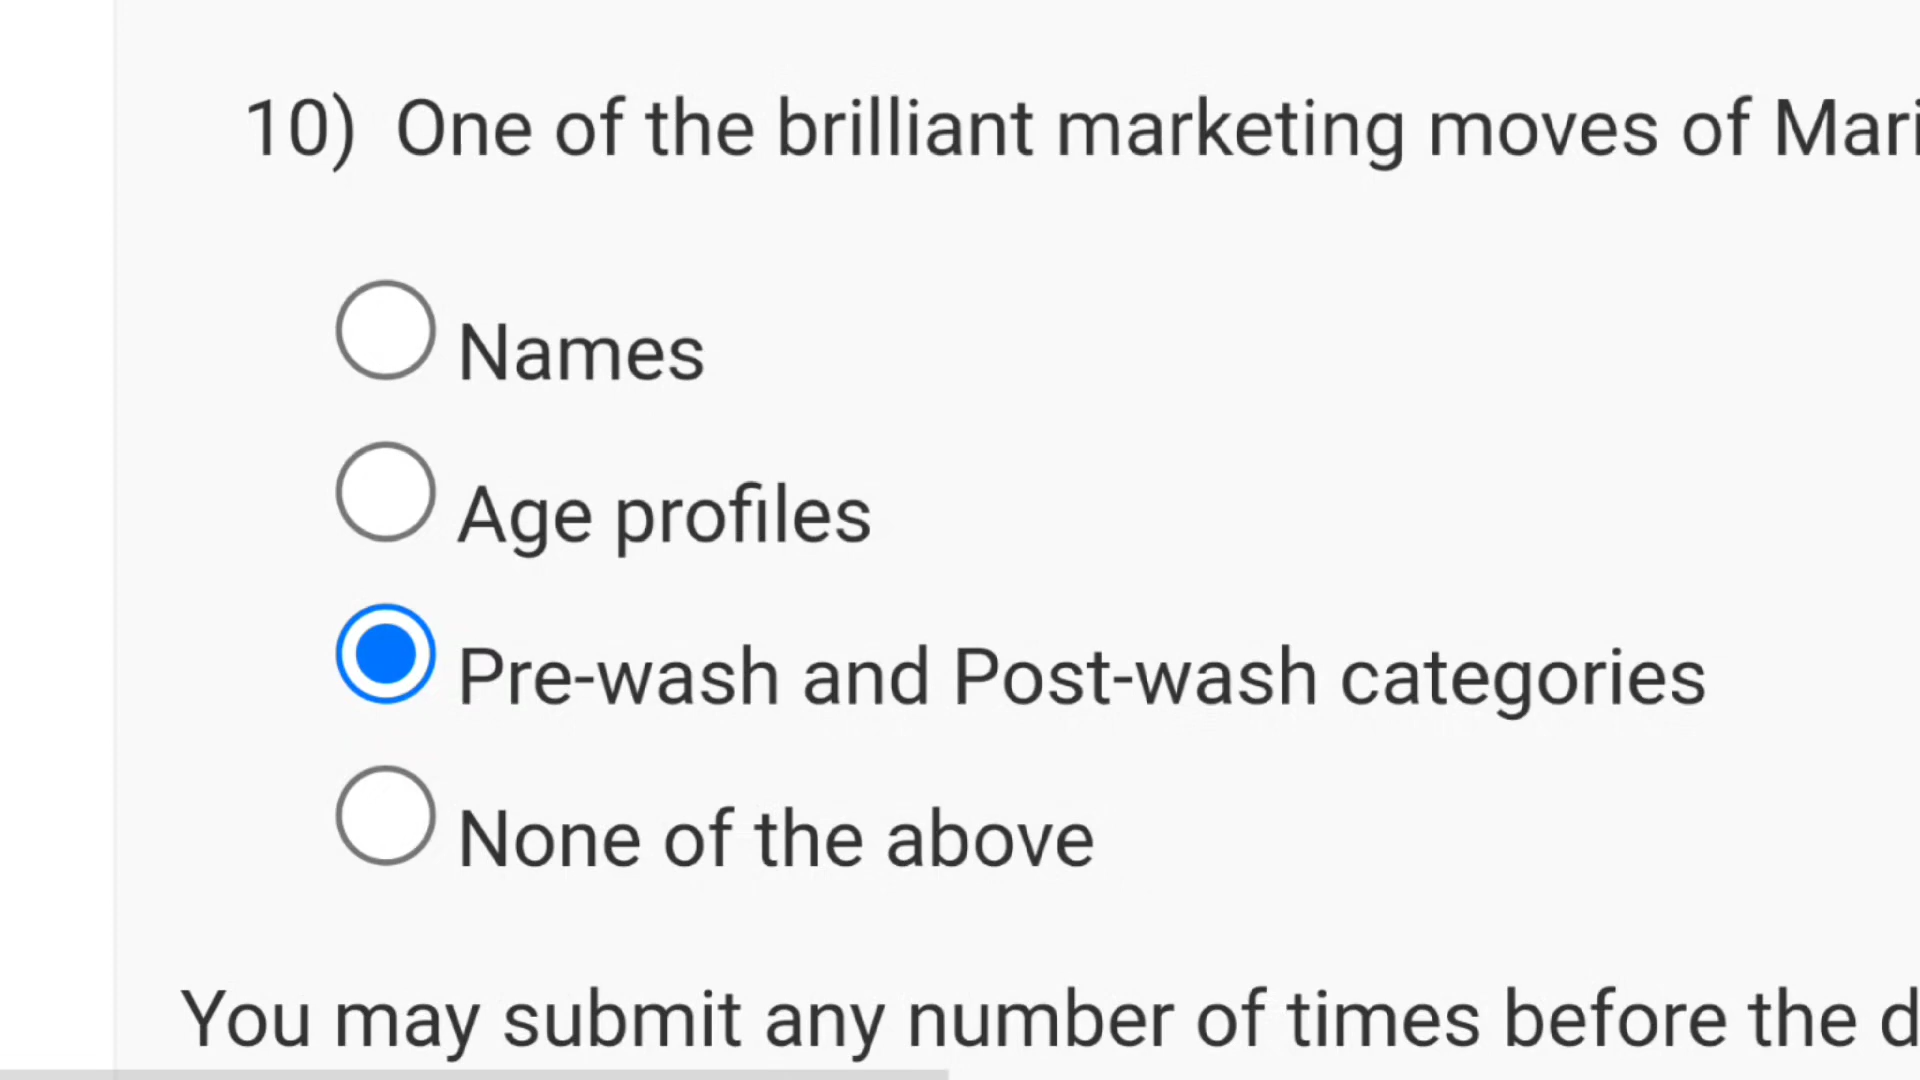 10) One of the brilliant marketing moves of Mari
Names
Age profiles
Pre-wash and Post-wash categories
None of the above
You may submit any number of times before the d